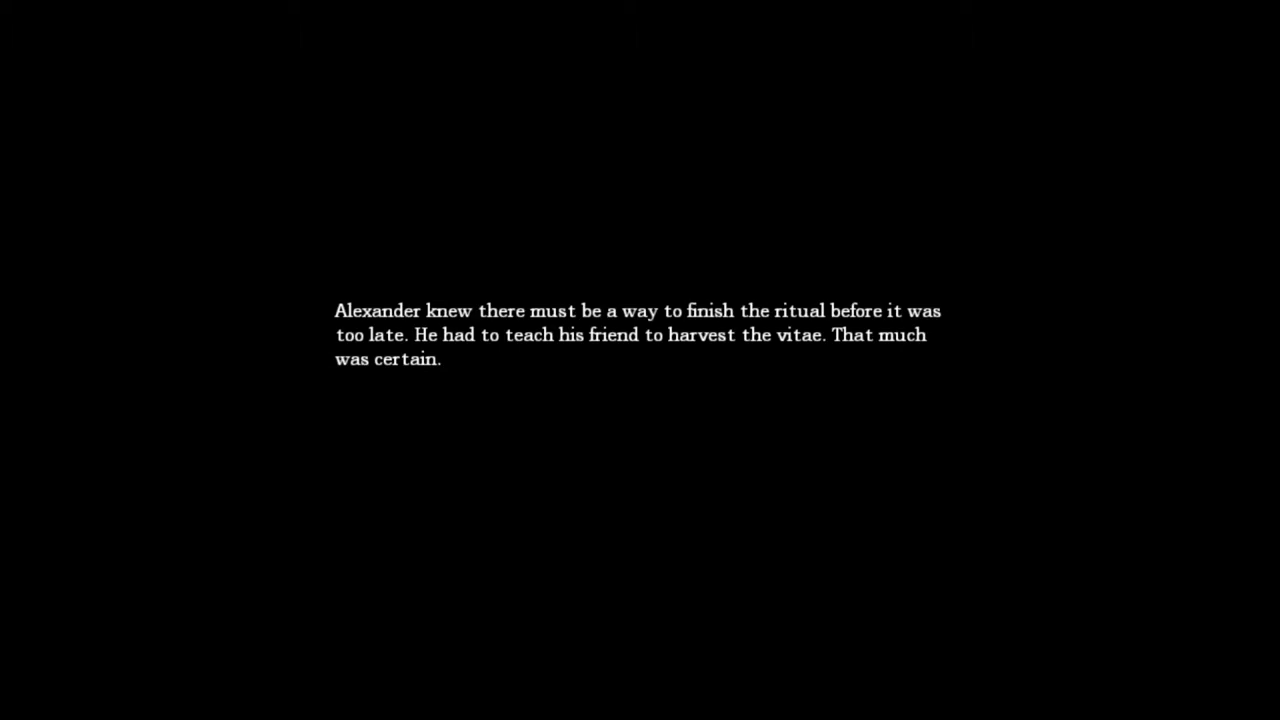 Alexander knew there must be a way to finish the ritual before it was
too late. He had to teach his friend to harvest the vitae. That much
was certain.